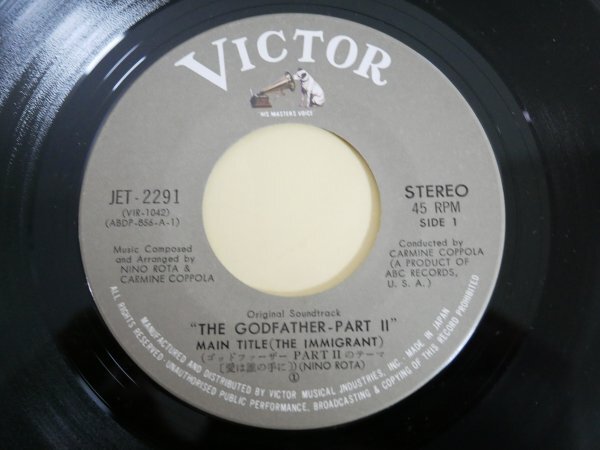 VICTOR
HIS MASTER'S VOICE
JET-2291
(VIR-1042)
(ABDP-856-A-1)
STEREO
45 RPM
SIDE 1
Music Composed
and Arranged by
NINO ROTA &
CARMINE COPPOLA
Conducted by
CARMINE COPPOLA
(A PRODUCT OF
ABC RECORDS,
U. S. A.)
Original Soundtrack
"THE GODFATHER-PART II"
MAIN TITLE(THE IMMIGRANT)
(ゴッドファーザー PART II のテーマ
[愛は誰の手に])(NINO ROTA)
①
MANUFACTURED AND DISTRIBUTED BY VICTOR MUSICAL INDUSTRIES, INC. MADE IN JAPAN
ALL RIGHTS RESERVED! UNAUTHORISED PUBLIC PERFORMANCE, BROADCASTING & COPYING OF THIS RECORD PROHIBITED